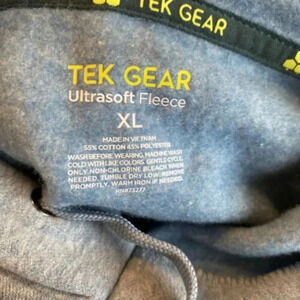 TEK GEAR
TEK GEAR
Ultrasoft Fleece
XL
MADE IN VIETNAM
55% COTTON 45% POLYESTER
WASH BEFORE WEARING. MACHINE WASH
COLD WITH LIKE COLORS. GENTLE CYCLE.
ONLY NON-CHLORINE BLEACH WHEN
NEEDED. TUMBLE DRY LOW. REMOVE
PROMPTLY. WARM IRON IF NEEDED.